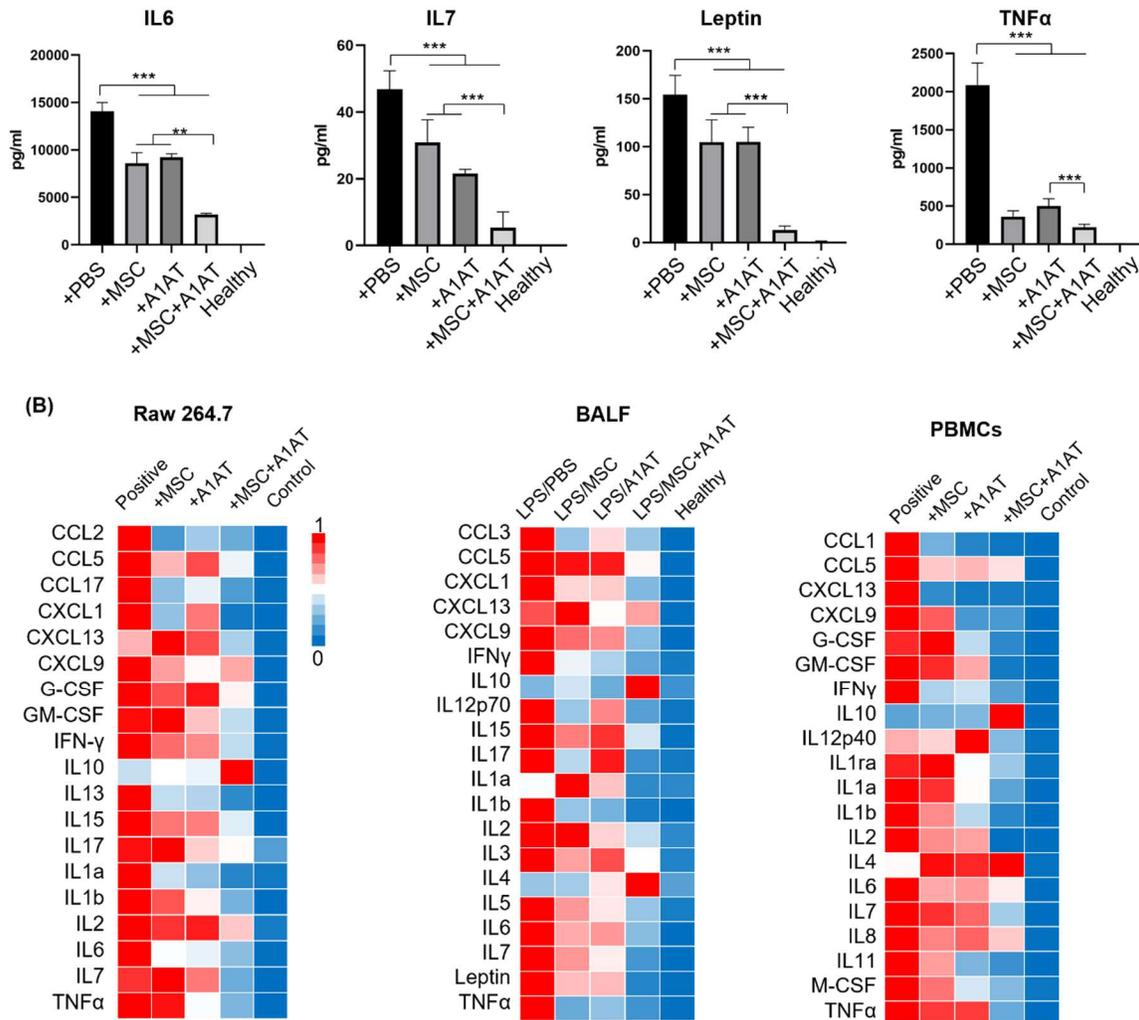 IL6
IL7
Leptin
TNFα
20000
15000
10000
5000
0
pg/ml
***
**
+PBS
+MSC
+A1AT
+MSC+A1AT
Healthy
60
40
20
0
pg/ml
***
***
+PBS
+MSC
+A1AT
+MSC+A1AT
Healthy
200
150
100
50
0
pg/ml
***
***
+PBS
+MSC
+A1AT
+MSC+A1AT
Healthy
2500
2000
1500
1000
500
0
pg/ml
***
***
+PBS
+MSC
+A1AT
+MSC+A1AT
Healthy
(B)
Raw 264.7
Positive
+MSC
+A1AT
+MSC+A1AT
Control
CCL2
CCL5
CCL17
CXCL1
CXCL13
CXCL9
G-CSF
GM-CSF
IFN-γ
IL10
IL13
IL15
IL17
IL1a
IL1b
IL2
IL6
IL7
TNFα
1
0
BALF
LPS/PBS
LPS/MSC
LPS/A1AT
LPS/MSC+A1AT
Healthy
CCL3
CCL5
CXCL1
CXCL13
CXCL9
IFNγ
IL10
IL12p70
IL15
IL17
IL1a
IL1b
IL2
IL3
IL4
IL5
IL6
IL7
Leptin
TNFα
PBMCs
Positive
+MSC
+A1AT
+MSC+A1AT
Control
CCL1
CCL5
CXCL13
CXCL9
G-CSF
GM-CSF
IFNγ
IL10
IL12p40
IL1ra
IL1a
IL1b
IL2
IL4
IL6
IL7
IL8
IL11
M-CSF
TNFα